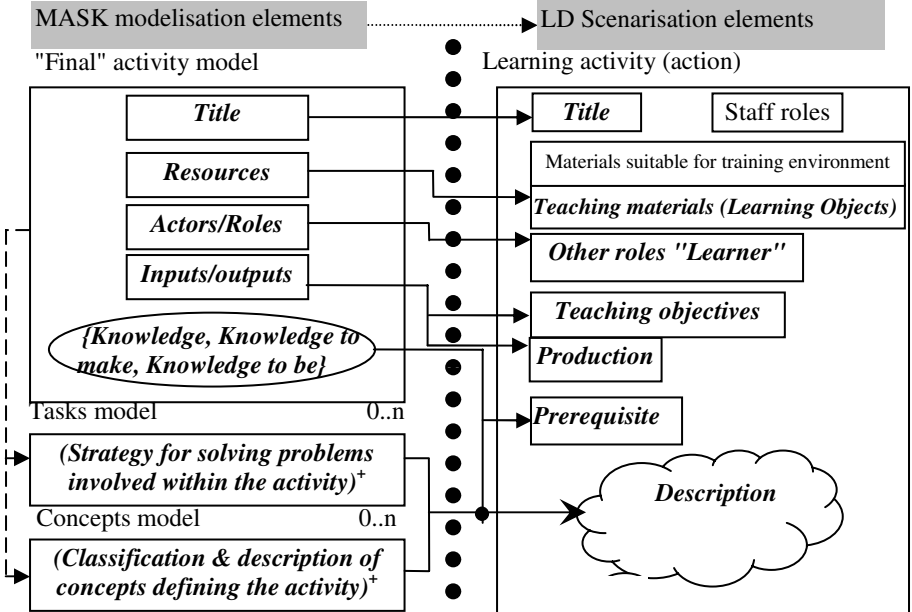 MASK modelisation elements
LD Scenarisation elements
"Final" activity model
Learning activity (action)
Title
Resources
Actors/Roles
Inputs/outputs
{Knowledge, Knowledge to
make, Knowledge to be}
Tasks model 0..n
(Strategy for solving problems
involved within the activity)+
Concepts model 0..n
(Classification & description of
concepts defining the activity)+
Title
Staff roles
Materials suitable for training environment
Teaching materials (Learning Objects)
Other roles "Learner"
Teaching objectives
Production
Prerequisite
Description